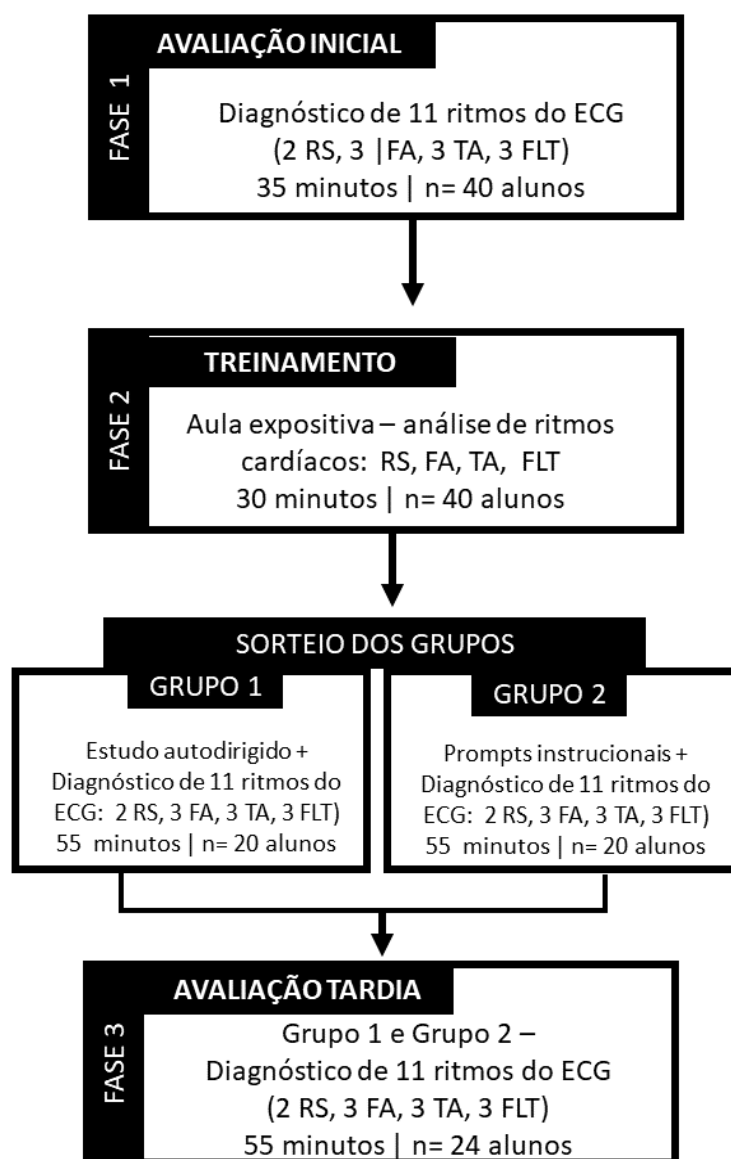 AVALIAÇÃO INICIAL
FASE 1
Diagnóstico de 11 ritmos do ECG
(2 RS, 3 |FA, 3 TA, 3 FLT)
35 minutos | n= 40 alunos
TREINAMENTO
FASE 2
Aula expositiva – análise de ritmos
cardíacos: RS, FA, TA, FLT
30 minutos | n= 40 alunos
SORTEIO DOS GRUPOS
GRUPO 1
Estudo autodirigido +
Diagnóstico de 11 ritmos do
ECG: 2 RS, 3 FA, 3 TA, 3 FLT)
55 minutos | n= 20 alunos
GRUPO 2
Prompts instrucionais +
Diagnóstico de 11 ritmos do
ECG: 2 RS, 3 FA, 3 TA, 3 FLT)
55 minutos | n= 20 alunos
AVALIAÇÃO TARDIA
FASE 3
Grupo 1 e Grupo 2 –
Diagnóstico de 11 ritmos do ECG
(2 RS, 3 FA, 3 TA, 3 FLT)
55 minutos | n= 24 alunos